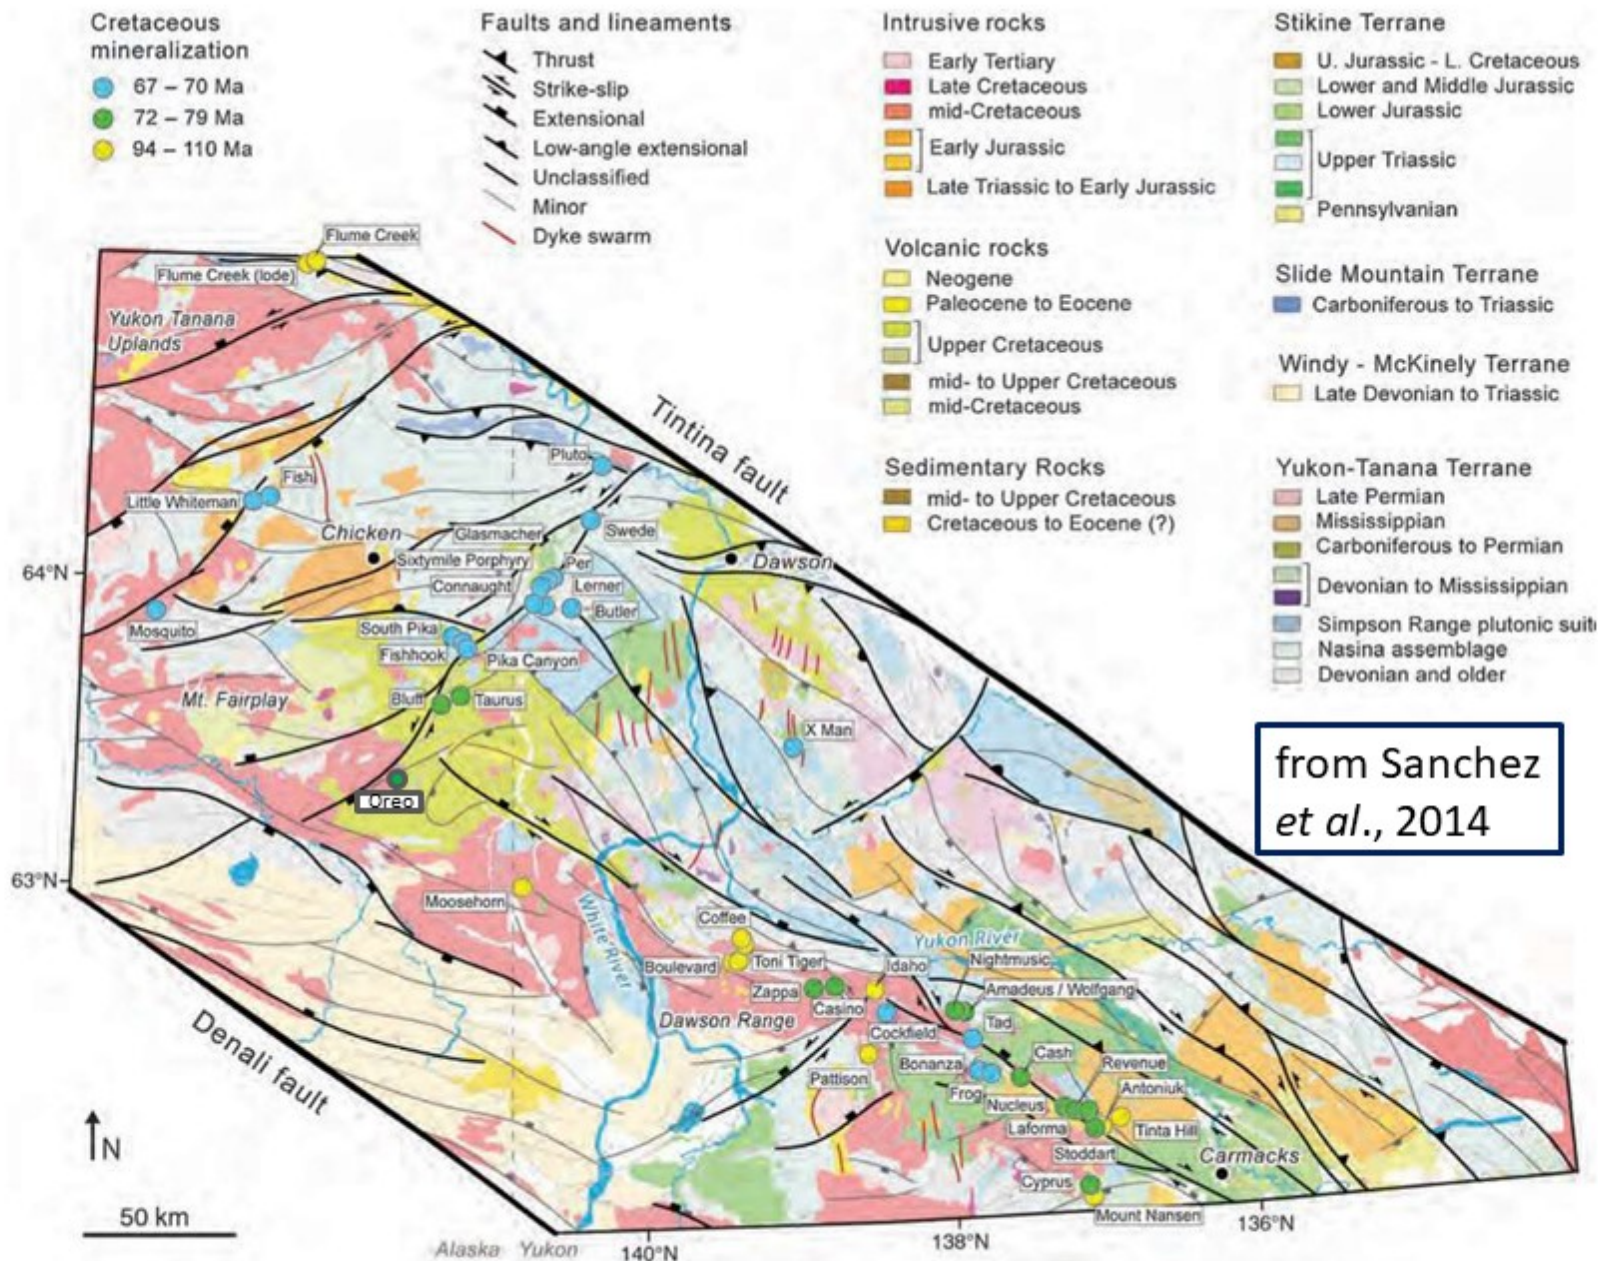 Cretaceous
mineralization
67 – 70 Ma
72 – 79 Ma
94 – 110 Ma
Faults and lineaments
Thrust
Strike-slip
Extensional
Low-angle extensional
Unclassified
Minor
Dyke swarm
Intrusive rocks
Early Tertiary
Late Cretaceous
mid-Cretaceous
Early Jurassic
Late Triassic to Early Jurassic
Volcanic rocks
Neogene
Paleocene to Eocene
Upper Cretaceous
mid- to Upper Cretaceous
mid-Cretaceous
Sedimentary Rocks
mid- to Upper Cretaceous
Cretaceous to Eocene (?)
Stikine Terrane
U. Jurassic - L. Cretaceous
Lower and Middle Jurassic
Lower Jurassic
Upper Triassic
Pennsylvanian
Slide Mountain Terrane
Carboniferous to Triassic
Windy - McKinely Terrane
Late Devonian to Triassic
Yukon-Tanana Terrane
Late Permian
Mississippian
Carboniferous to Permian
Devonian to Mississippian
Simpson Range plutonic suit
Nasina assemblage
Devonian and older
from Sanchez
et al., 2014
Flume Creek
Flume Creek (lode)
Yukon Tanana
Uplands
Tintina fault
Pluto
Fish
Little Whiteman
Chicken
Glasmacher
Swede
Sixtymile Porphyry
Per
Dawson
64°N
Connaught
Lerner
Butler
Mosquito
South Pika
Fishhook
Pika Canyon
Mt. Fairplay
Bluff
Taurus
X Man
Oreo
63°N
Moosehorn
White River
Coffee
Yukon River
Boulevard
Toni Tiger
Idaho
Nightmusic
Zappa
Casino
Amadeus / Wolfgang
Dawson Range
Cockfield
Tad
Denali fault
Pattison
Bonanza
Cash
Revenue
Frog
Antoniuk
Nucleus
Laforma
Tinta Hill
Stoddart
Carmacks
Cyprus
Mount Nansen
N
50 km
Alaska Yukon
140°N
138°N
136°N